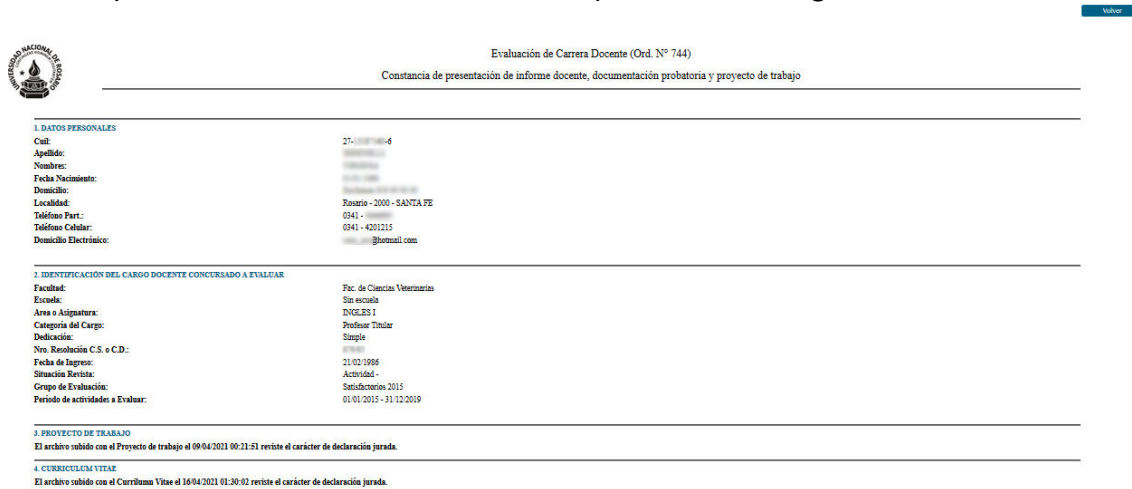 Volver
UNIVERSIDAD NACIONAL DE ROSARIO
Evaluación de Carrera Docente (Ord. N° 744)
Constancia de presentación de informe docente, documentación probatoria y proyecto de trabajo
1. DATOS PERSONALES
Cuil: 27- -6
Apellido:
Nombres:
Fecha Nacimiento:
Domicilio:
Localidad: Rosario - 2000 - SANTA FE
Teléfono Part.: 0341 -
Teléfono Celular: 0341 - 4201215
Domicilio Electrónico: @hotmail.com
2. IDENTIFICACIÓN DEL CARGO DOCENTE CONCURSADO A EVALUAR
Facultad: Fac. de Ciencias Veterinarias
Escuela: Sin escuela
Area o Asignatura: INGLES I
Categoría del Cargo: Profesor Titular
Dedicación: Simple
Nro. Resolución C.S. o C.D.:
Fecha de Ingreso: 21/02/1986
Situación Revista: Actividad -
Grupo de Evaluación: Satisfactorios 2015
Período de actividades a Evaluar: 01/01/2015 - 31/12/2019
3. PROYECTO DE TRABAJO
El archivo subido con el Proyecto de trabajo el 09/04/2021 00:21:51 reviste el carácter de declaración jurada.
4. CURRICULUM VITAE
El archivo subido con el Currilumn Vitae el 16/04/2021 01:30:02 reviste el carácter de declaración jurada.